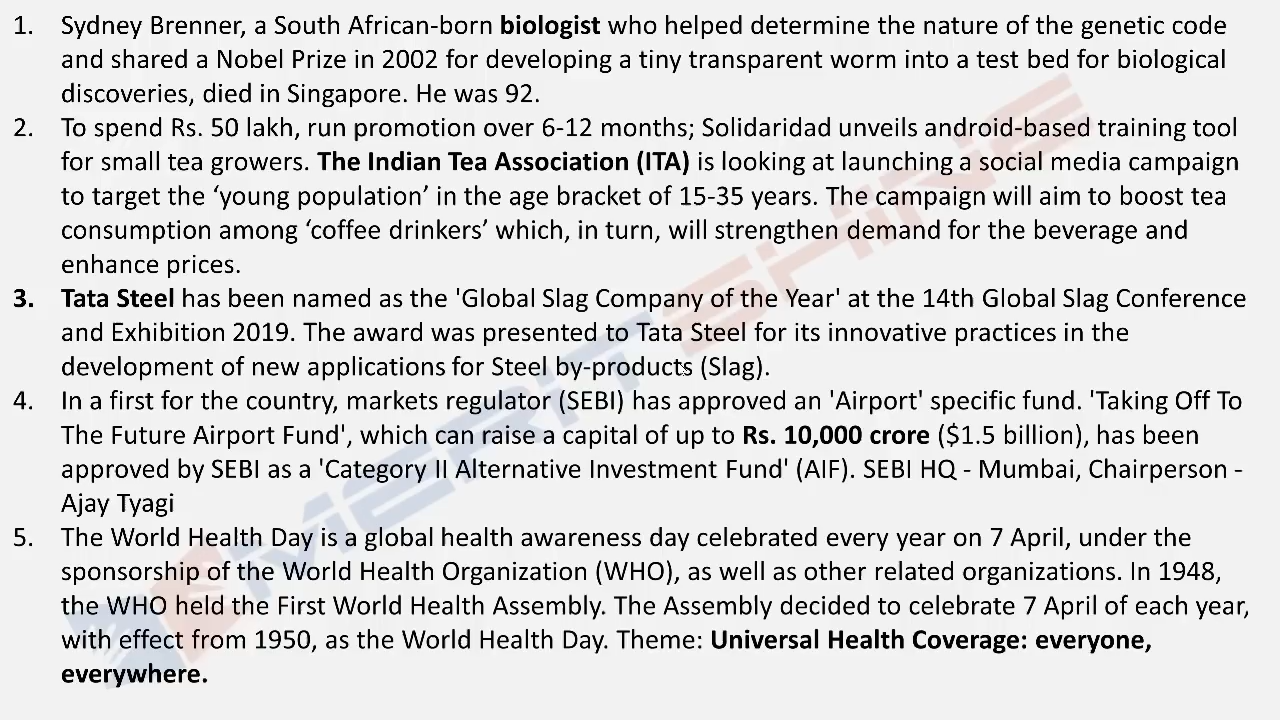 1. Sydney Brenner, a South African-born biologist who helped determine the nature of the genetic code
and shared a Nobel Prize in 2002 for developing a tiny transparent worm into a test bed for biological
discoveries, died in Singapore. He was 92.
2. To spend Rs. 50 lakh, run promotion over 6-12 months; Solidaridad unveils android-based training tool
for small tea growers. The Indian Tea Association (ITA) is looking at launching a social media campaign
to target the ‘young population’ in the age bracket of 15-35 years. The campaign will aim to boost tea
consumption among ‘coffee drinkers’ which, in turn, will strengthen demand for the beverage and
enhance prices.
3. Tata Steel has been named as the 'Global Slag Company of the Year' at the 14th Global Slag Conference
and Exhibition 2019. The award was presented to Tata Steel for its innovative practices in the
development of new applications for Steel by-products (Slag).
4. In a first for the country, markets regulator (SEBI) has approved an 'Airport' specific fund. 'Taking Off To
The Future Airport Fund', which can raise a capital of up to Rs. 10,000 crore ($1.5 billion), has been
approved by SEBI as a 'Category II Alternative Investment Fund' (AIF). SEBI HQ - Mumbai, Chairperson -
Ajay Tyagi
5. The World Health Day is a global health awareness day celebrated every year on 7 April, under the
sponsorship of the World Health Organization (WHO), as well as other related organizations. In 1948,
the WHO held the First World Health Assembly. The Assembly decided to celebrate 7 April of each year,
with effect from 1950, as the World Health Day. Theme: Universal Health Coverage: everyone,
everywhere.
MERITSHINE